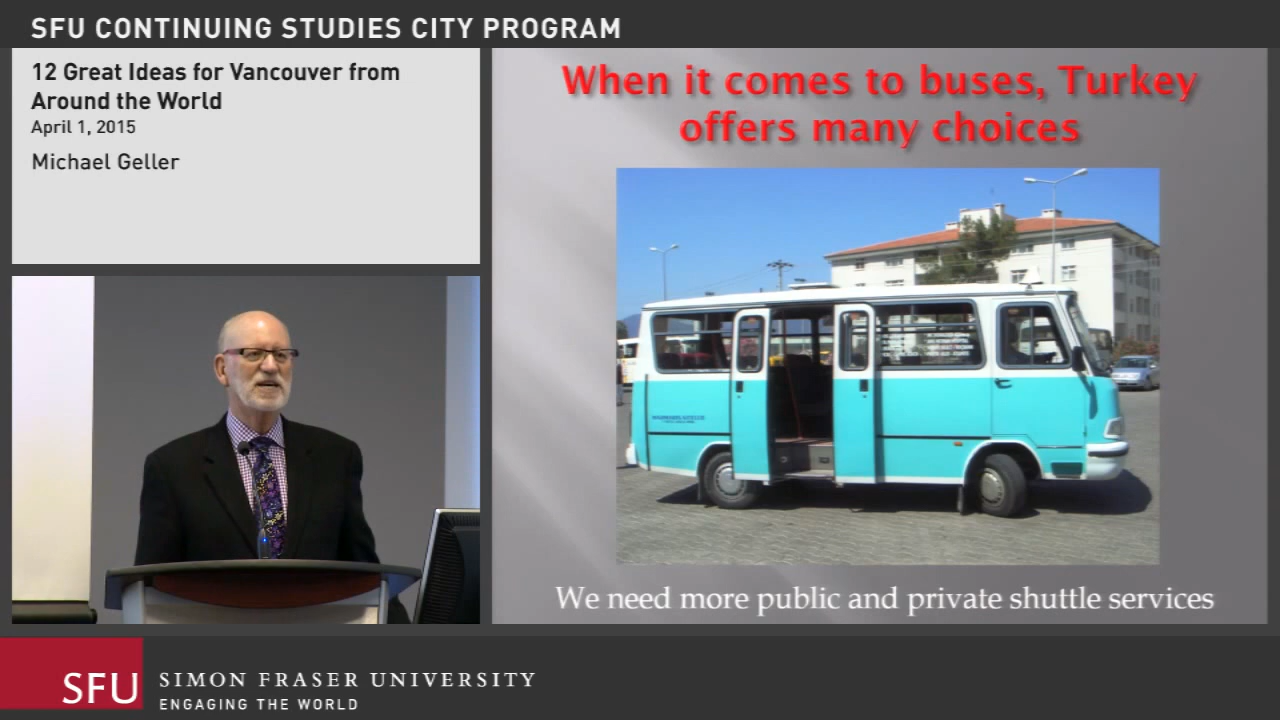 SFU CONTINUING STUDIES CITY PROGRAM
12 Great Ideas for Vancouver from
Around the World
April 1, 2015
Michael Geller
When it comes to buses, Turkey
offers many choices
We need more public and private shuttle services
SFU
SIMON FRASER UNIVERSITY
ENGAGING THE WORLD